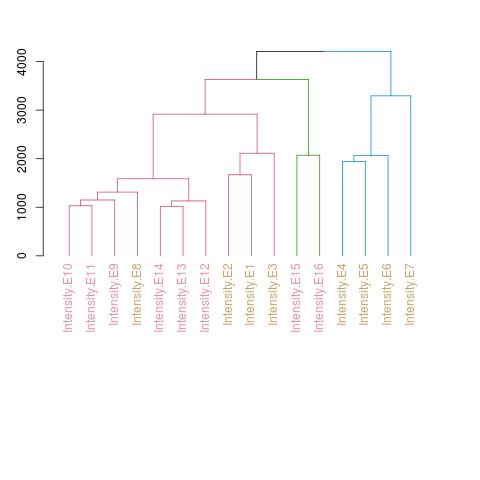 4000
3000
2000
1000
0
Intensity.E10
Intensity.E11
Intensity.E9
Intensity.E8
Intensity.E14
Intensity.E13
Intensity.E12
Intensity.E2
Intensity.E1
Intensity.E3
Intensity.E15
Intensity.E16
Intensity.E4
Intensity.E5
Intensity.E6
Intensity.E7